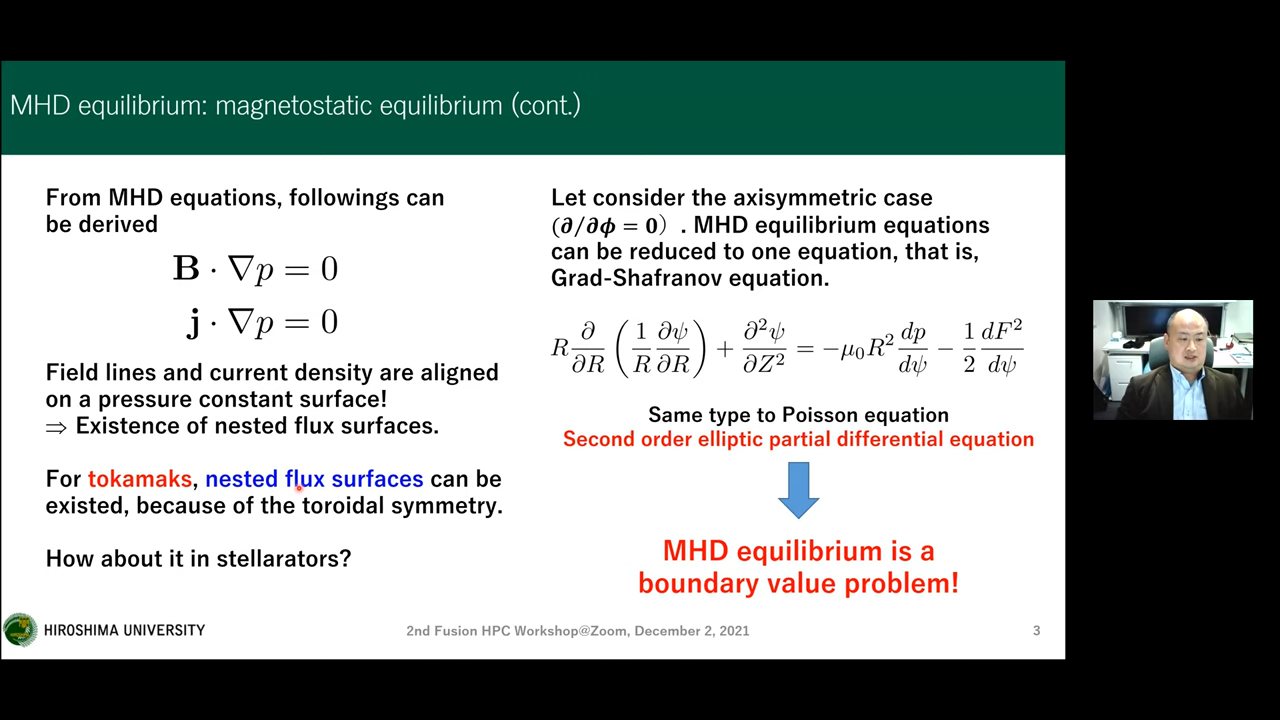 MHD equilibrium: magnetostatic equilibrium (cont.)
From MHD equations, followings can
be derived
B · ∇p = 0
j · ∇p = 0
Field lines and current density are aligned
on a pressure constant surface!
⇒ Existence of nested flux surfaces.
For tokamaks, nested flux surfaces can be
existed, because of the toroidal symmetry.
How about it in stellarators?
Let consider the axisymmetric case
(∂/∂ϕ = 0） . MHD equilibrium equations
can be reduced to one equation, that is,
Grad-Shafranov equation.
R ∂/∂R (1/R ∂ψ/∂R) + ∂²ψ/∂Z² = −μ₀R² dp/dψ − 1/2 dF²/dψ
Same type to Poisson equation
Second order elliptic partial differential equation
MHD equilibrium is a
boundary value problem!
HIROSHIMA UNIVERSITY
2nd Fusion HPC Workshop@Zoom, December 2, 2021
3